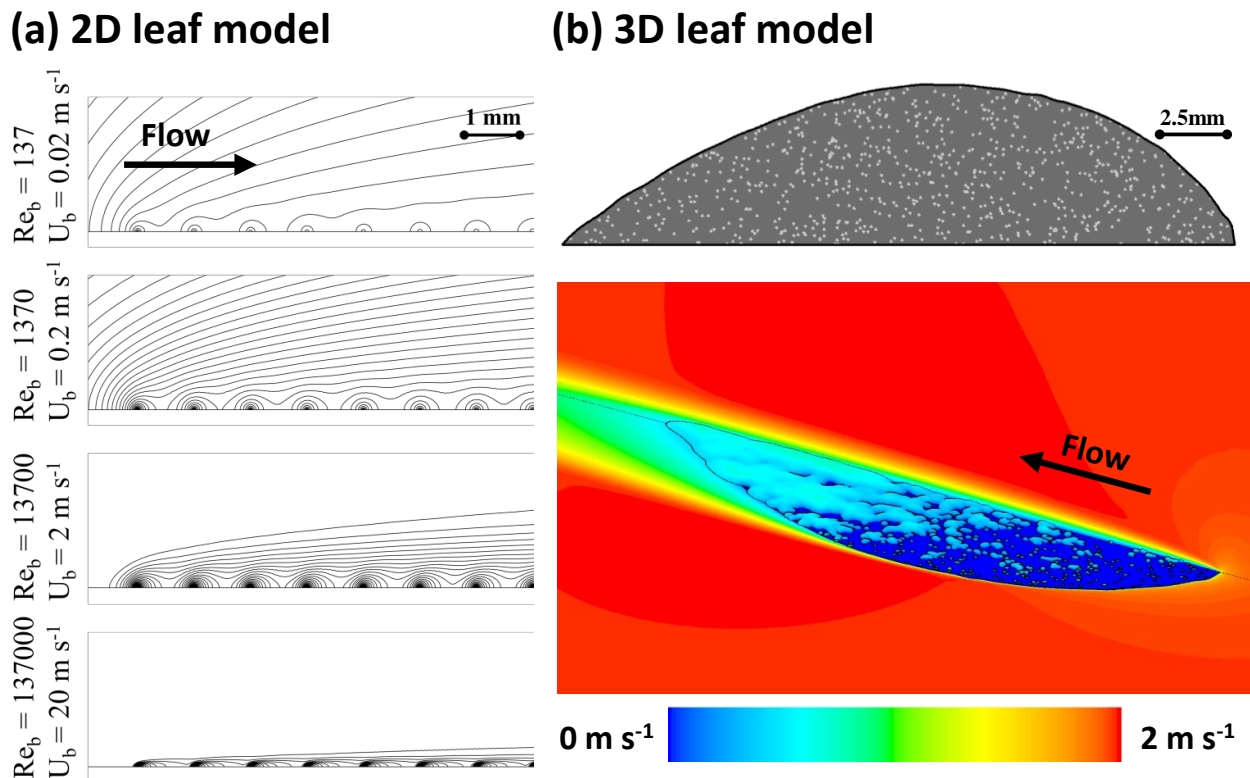 (a) 2D leaf model
Re_b = 137
U_b = 0.02 m s⁻¹
Flow
1 mm
Re_b = 1370
U_b = 0.2 m s⁻¹
Re_b = 13700
U_b = 2 m s⁻¹
Re_b = 137000
U_b = 20 m s⁻¹
(b) 3D leaf model
2.5mm
Flow
0 m s⁻¹
2 m s⁻¹